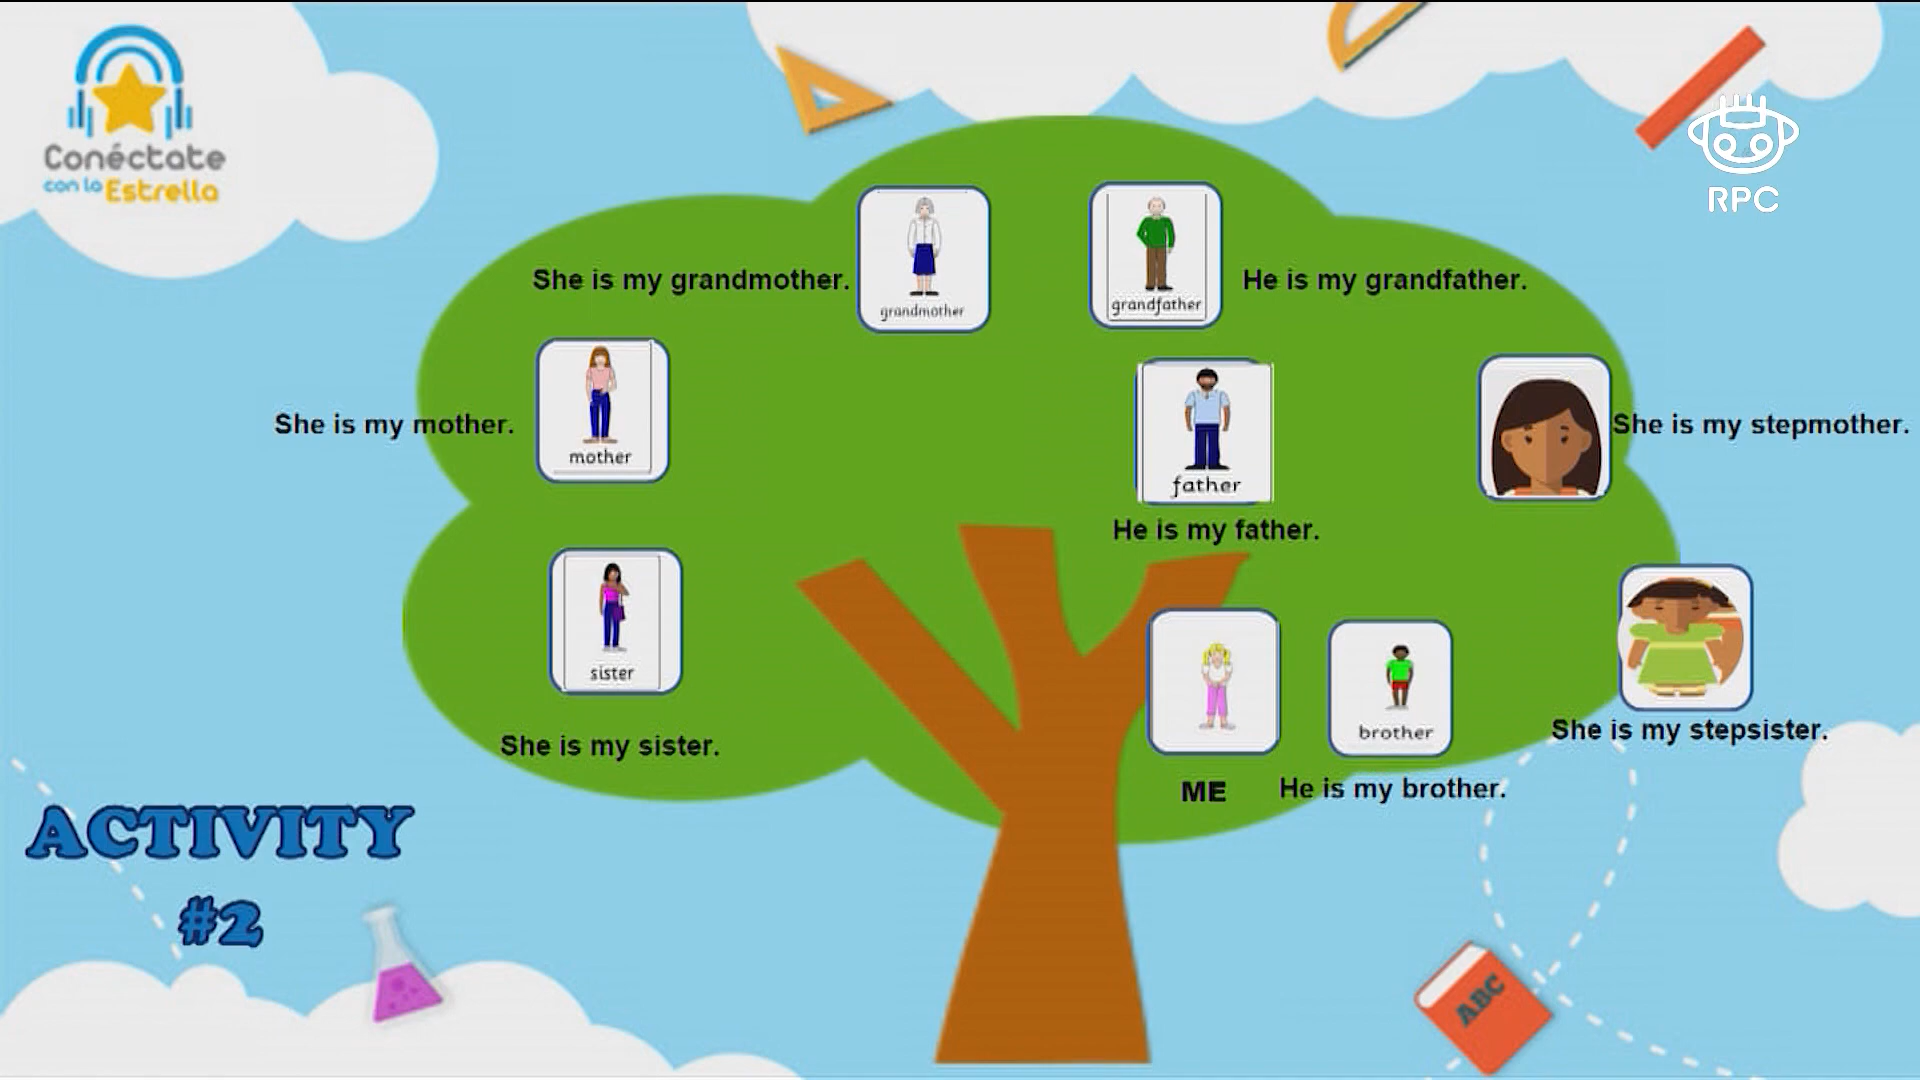 Conéctate
con la Estrella
RPC
She is my grandmother.
grandmother
grandfather
He is my grandfather.
She is my mother.
mother
father
He is my father.
She is my stepmother.
sister
She is my sister.
ME
brother
He is my brother.
She is my stepsister.
ACTIVITY
#2
ABC